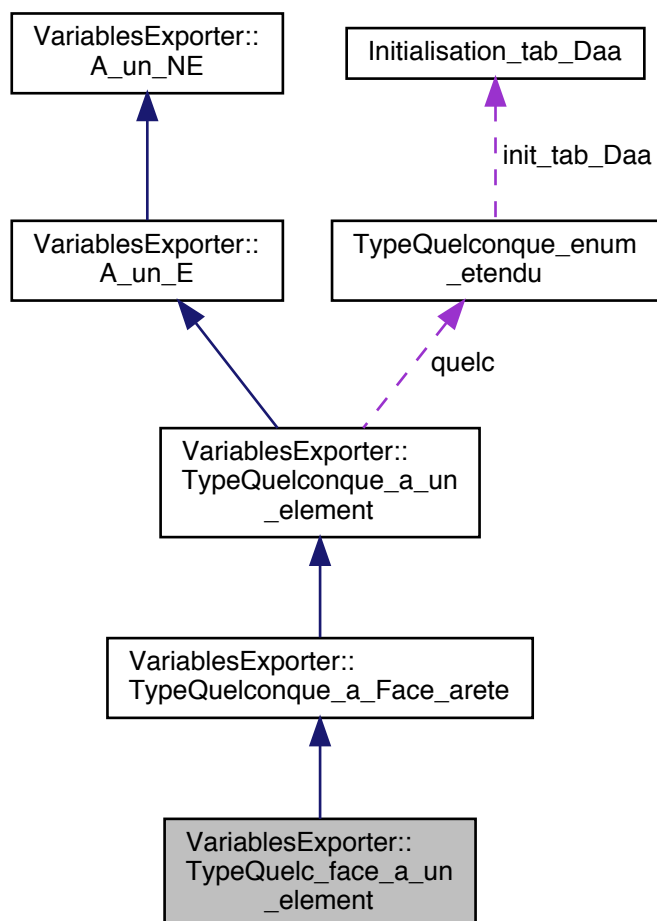 VariablesExporter::
A_un_NE
Initialisation_tab_Daa
init_tab_Daa
VariablesExporter::
A_un_E
TypeQuelconque_enum
_etendu
quelc
VariablesExporter::
TypeQuelconque_a_un
_element
VariablesExporter::
TypeQuelconque_a_Face_arete
VariablesExporter::
TypeQuelc_face_a_un
_element